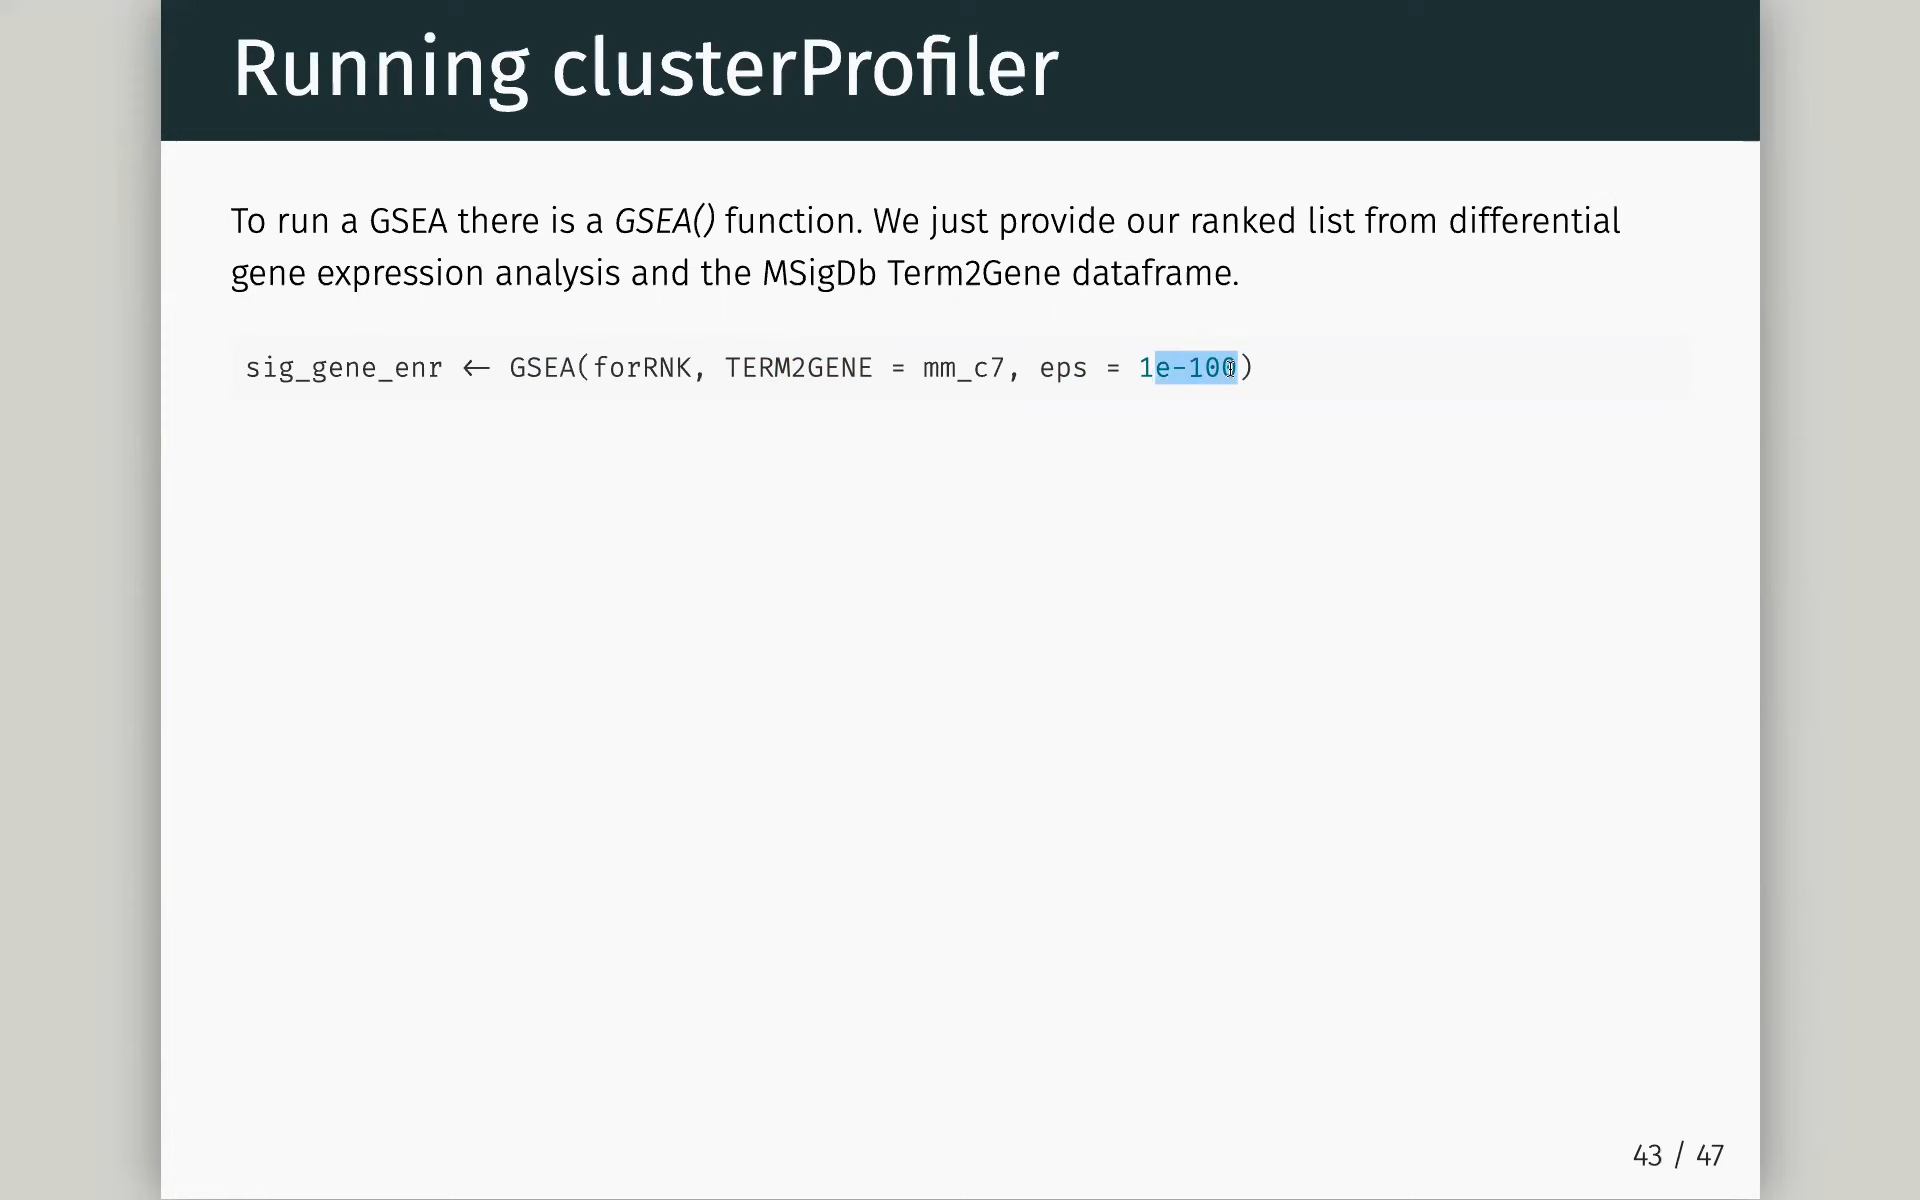 Running clusterProfiler
To run a GSEA there is a GSEA() function. We just provide our ranked list from differential
gene expression analysis and the MSigDb Term2Gene dataframe.
sig_gene_enr <- GSEA(forRNK, TERM2GENE = mm_c7, eps = 1e-100)
43 / 47